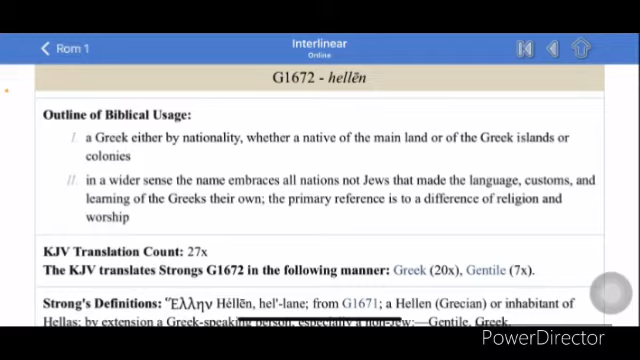 Rom 1
Interlinear
Online
G1672 - hellēn
Outline of Biblical Usage:
I. a Greek either by nationality, whether a native of the main land or of the Greek islands or
colonies
II. in a wider sense the name embraces all nations not Jews that made the language, customs, and
learning of the Greeks their own; the primary reference is to a difference of religion and
worship
KJV Translation Count: 27x
The KJV translates Strongs G1672 in the following manner: Greek (20x), Gentile (7x).
Strong's Definitions: Ἕλλην Héllēn, hel'-lane; from G1671; a Hellen (Grecian) or inhabitant of
Hellas; by extension a Greek-speaking person, especially a non-Jew:—Gentile, Greek.
PowerDirector